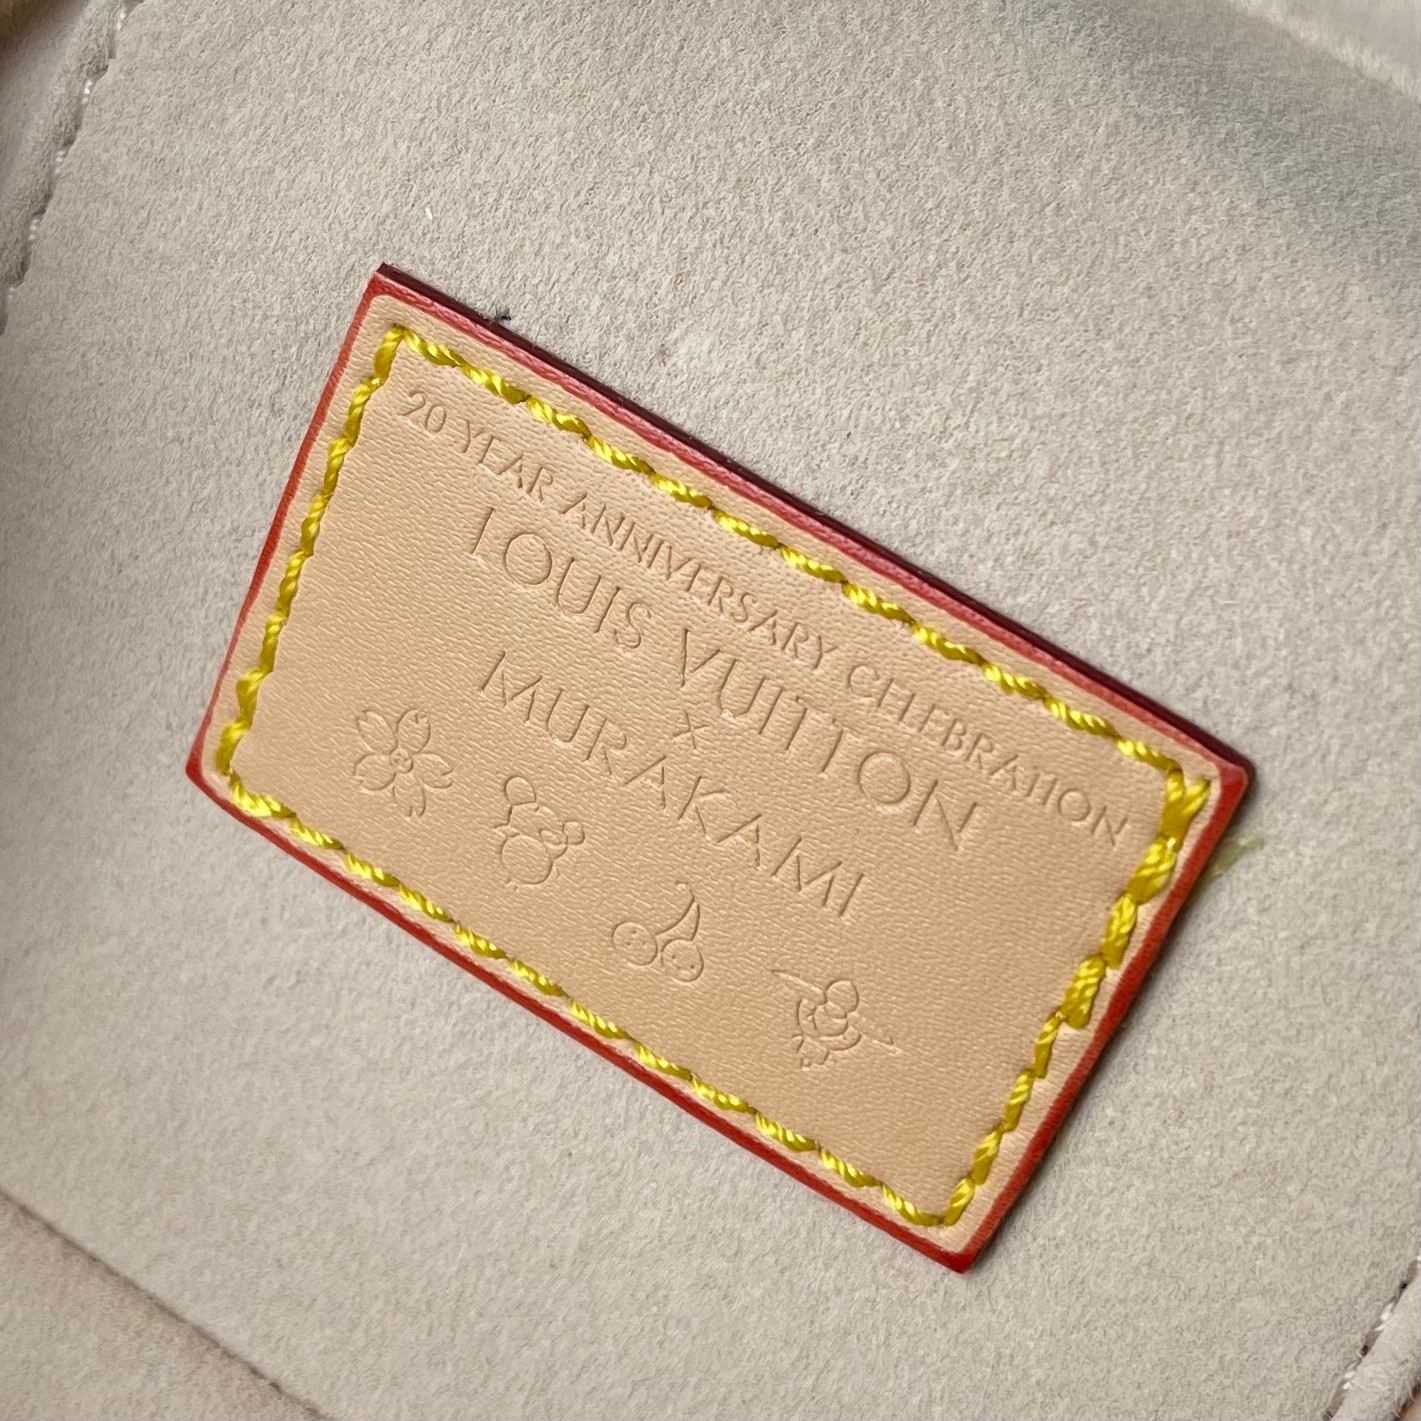 20 YEAR ANNIVERSARY CELEBRATION
LOUIS VUITTON
X
MURAKAMI